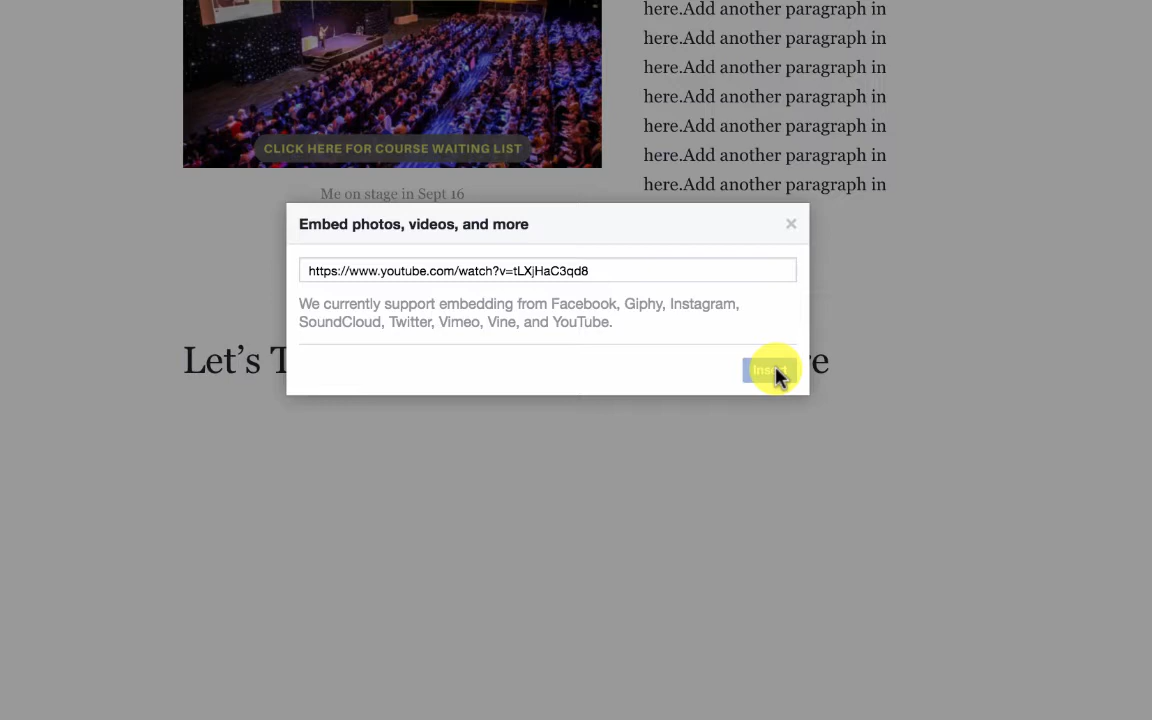 here.Add another paragraph in
here.Add another paragraph in
here.Add another paragraph in
here.Add another paragraph in
here.Add another paragraph in
here.Add another paragraph in
here.Add another paragraph in
CLICK HERE FOR COURSE WAITING LIST
Me on stage in Sept 16
Embed photos, videos, and more
×
https://www.youtube.com/watch?v=tLXjHaC3qd8
We currently support embedding from Facebook, Giphy, Instagram,
SoundCloud, Twitter, Vimeo, Vine, and YouTube.
Let's T re
Insert